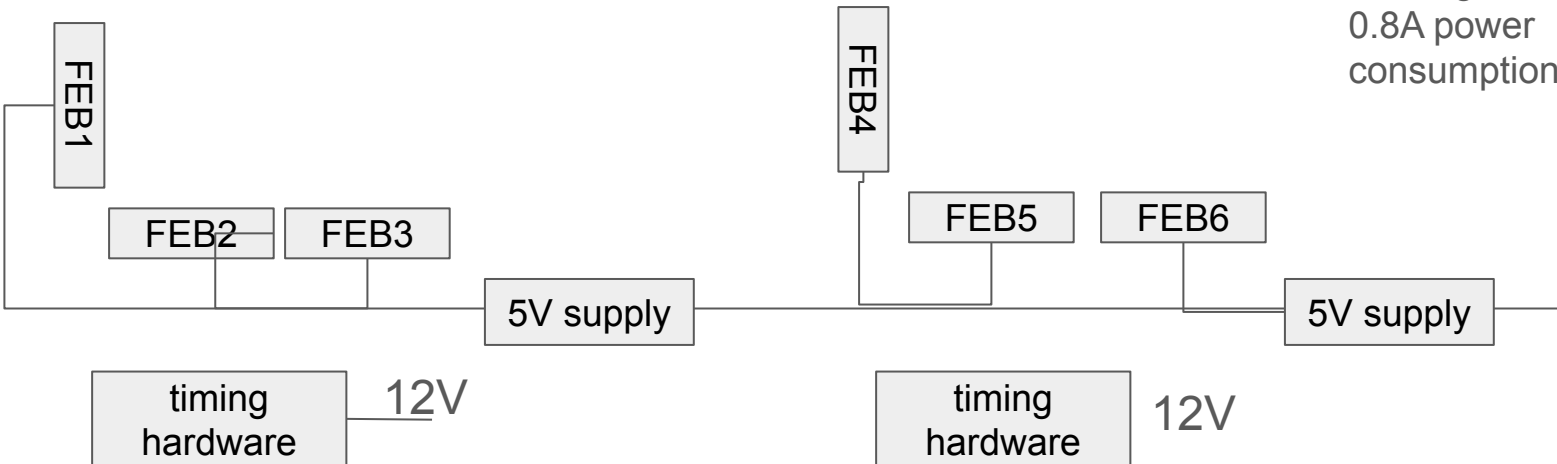 0.8A power
consumption
FEB1
FEB4
FEB2
FEB3
FEB5
FEB6
5V supply
5V supply
timing
hardware
12V
timing
hardware
12V